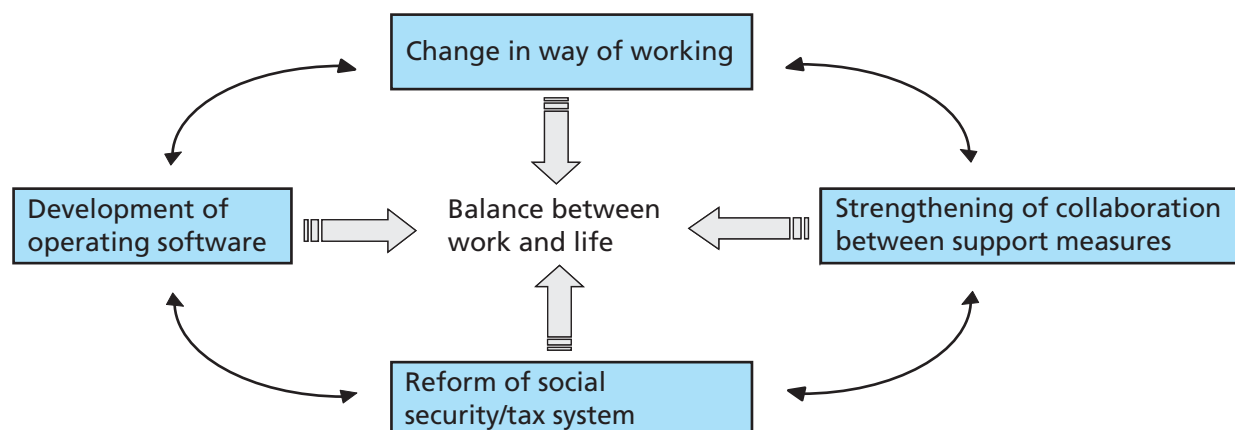 Change in way of working
Development of
operating software
Balance between
work and life
Strengthening of collaboration
between support measures
Reform of social
security/tax system